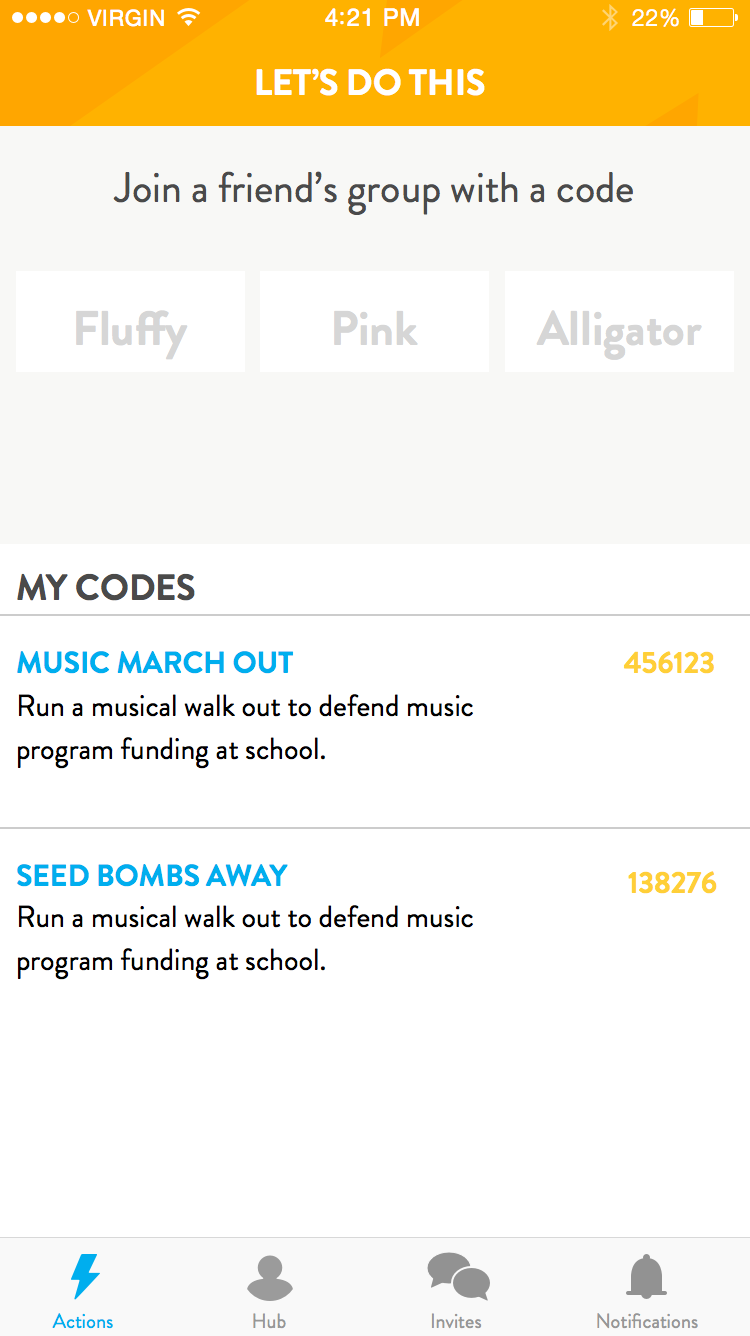 VIRGIN 4:21 PM 22%
LET’S DO THIS
Join a friend’s group with a code
Fluffy Pink Alligator
MY CODES
MUSIC MARCH OUT 456123
Run a musical walk out to defend music
program funding at school.
SEED BOMBS AWAY 138276
Run a musical walk out to defend music
program funding at school.
Actions Hub Invites Notifications